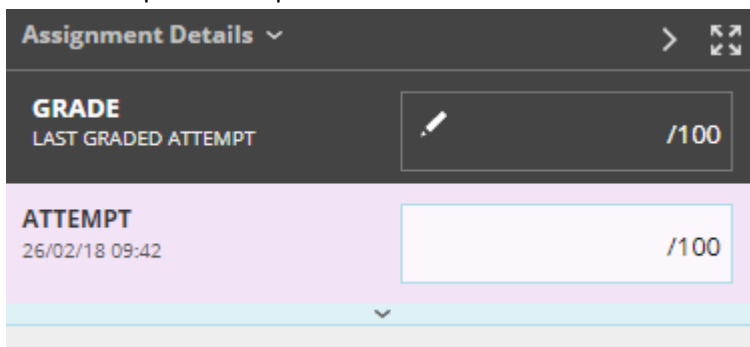 Assignment Details
GRADE
LAST GRADED ATTEMPT
/100
ATTEMPT
26/02/18 09:42
/100